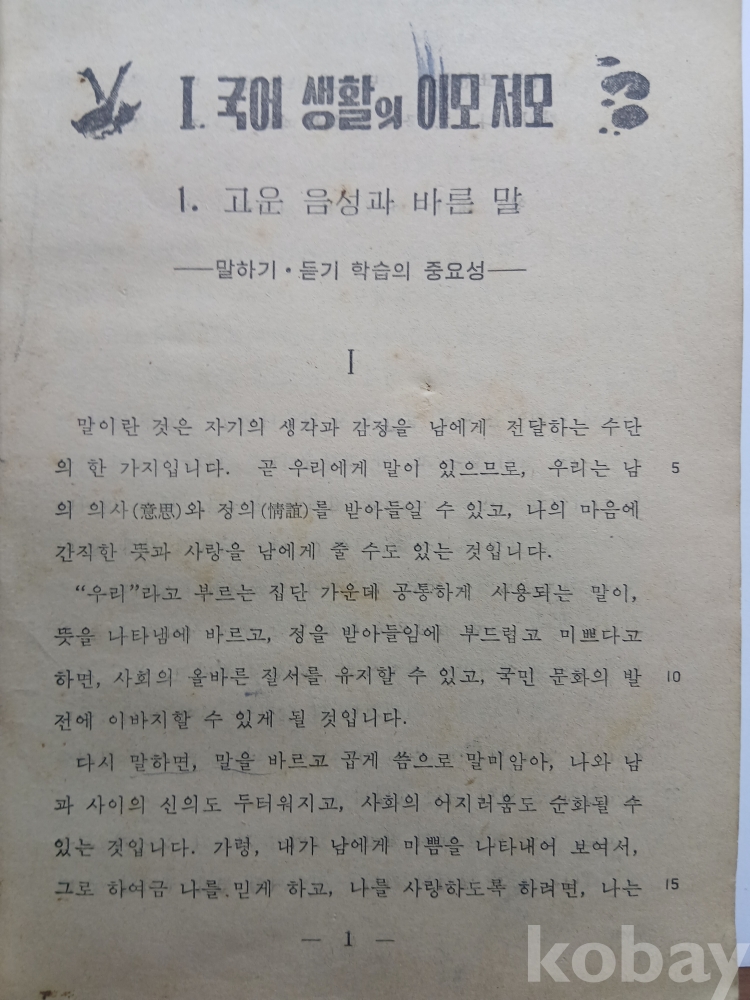 I. 국어 생활의 이모저모
1. 고운 음성과 바른 말
——말하기·듣기 학습의 중요성——
I
말이란 것은 자기의 생각과 감정을 남에게 전달하는 수단
의 한 가지입니다. 곧 우리에게 말이 있으므로, 우리는 남 5
의 의사(意思)와 정의(情誼)를 받아들일 수 있고, 나의 마음에
간직한 뜻과 사랑을 남에게 줄 수도 있는 것입니다.
“우리”라고 부르는 집단 가운데 공통하게 사용되는 말이,
뜻을 나타냄에 바르고, 정을 받아들임에 부드럽고 미쁘다고
하면, 사회의 올바른 질서를 유지할 수 있고, 국민 문화의 발 10
전에 이바지할 수 있게 될 것입니다.
다시 말하면, 말을 바르고 곱게 씀으로 말미암아, 나와 남
과 사이의 신의도 두터워지고, 사회의 어지러움도 순화될 수
있는 것입니다. 가령, 내가 남에게 미쁨을 나타내어 보여서,
그로 하여금 나를 믿게 하고, 나를 사랑하도록 하려면, 나는 15
— 1 —
kobay